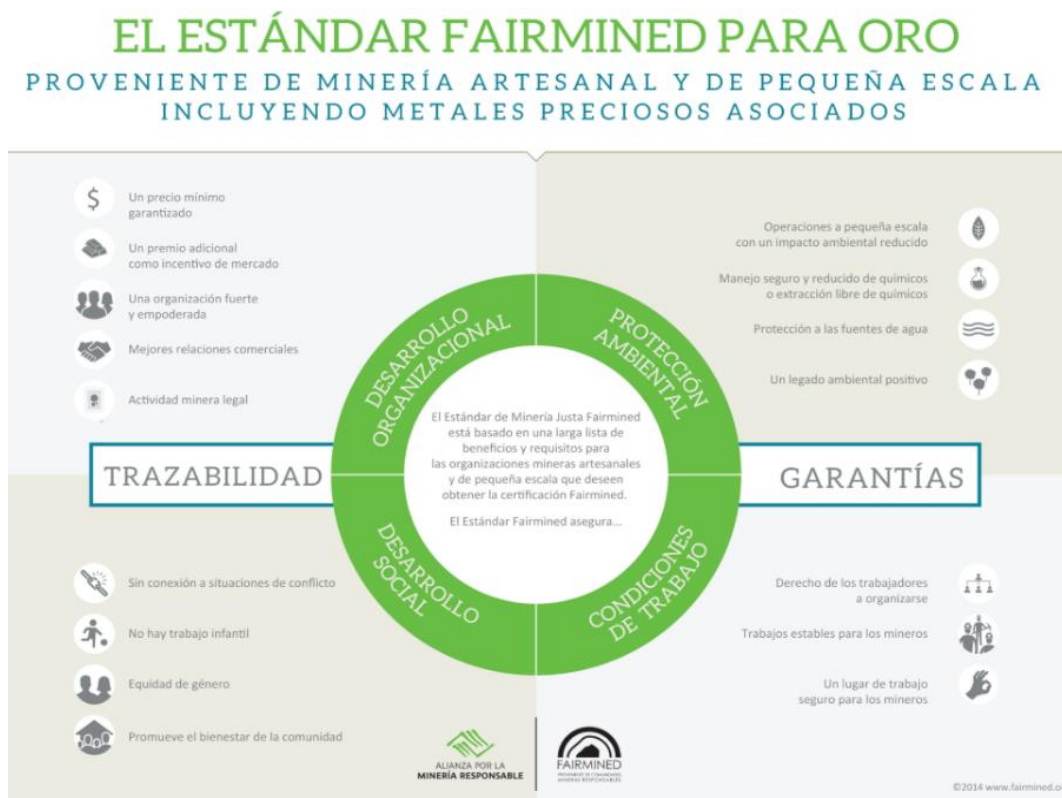 EL ESTÁNDAR FAIRMINED PARA ORO
PROVENIENTE DE MINERÍA ARTESANAL Y DE PEQUEÑA ESCALA
INCLUYENDO METALES PRECIOSOS ASOCIADOS
Un precio mínimo
garantizado
Un premio adicional
como incentivo de mercado
Una organización fuerte
y empoderada
Mejores relaciones comerciales
Actividad minera legal
Operaciones a pequeña escala
con un impacto ambiental reducido
Manejo seguro y reducido de químicos
o extracción libre de químicos
Protección a las fuentes de agua
Un legado ambiental positivo
DESARROLLO
ORGANIZACIONAL
PROTECCIÓN
AMBIENTAL
TRAZABILIDAD
El Estándar de Minería Justa Fairmined
está basado en una larga lista de
beneficios y requisitos para
las organizaciones mineras artesanales
y de pequeña escala que deseen
obtener la certificación Fairmined.
El Estándar Fairmined asegura...
GARANTÍAS
DESARROLLO
SOCIAL
CONDICIONES
DE TRABAJO
Sin conexión a situaciones de conflicto
No hay trabajo infantil
Equidad de género
Promueve el bienestar de la comunidad
Derecho de los trabajadores
a organizarse
Trabajos estables para los mineros
Un lugar de trabajo
seguro para los mineros
ALIANZA POR LA
MINERÍA RESPONSABLE
FAIRMINED
©2014 www.fairmined.o